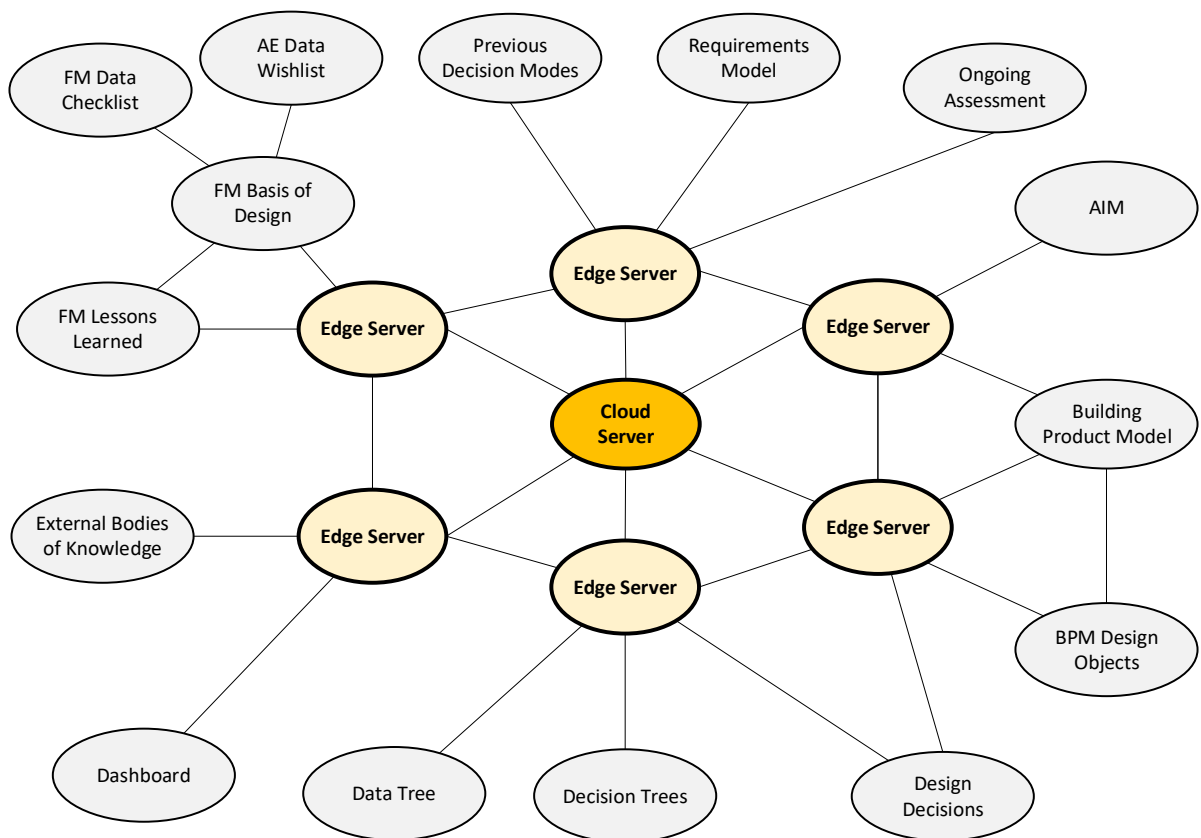 AE Data
Wishlist
Previous
Decision Modes
Requirements
Model
FM Data
Checklist
Ongoing
Assessment
FM Basis of
Design
AIM
Edge Server
FM Lessons
Learned
Edge Server
Edge Server
Cloud
Server
Building
Product Model
External Bodies
of Knowledge
Edge Server
Edge Server
Edge Server
BPM Design
Objects
Dashboard
Data Tree
Decision Trees
Design
Decisions